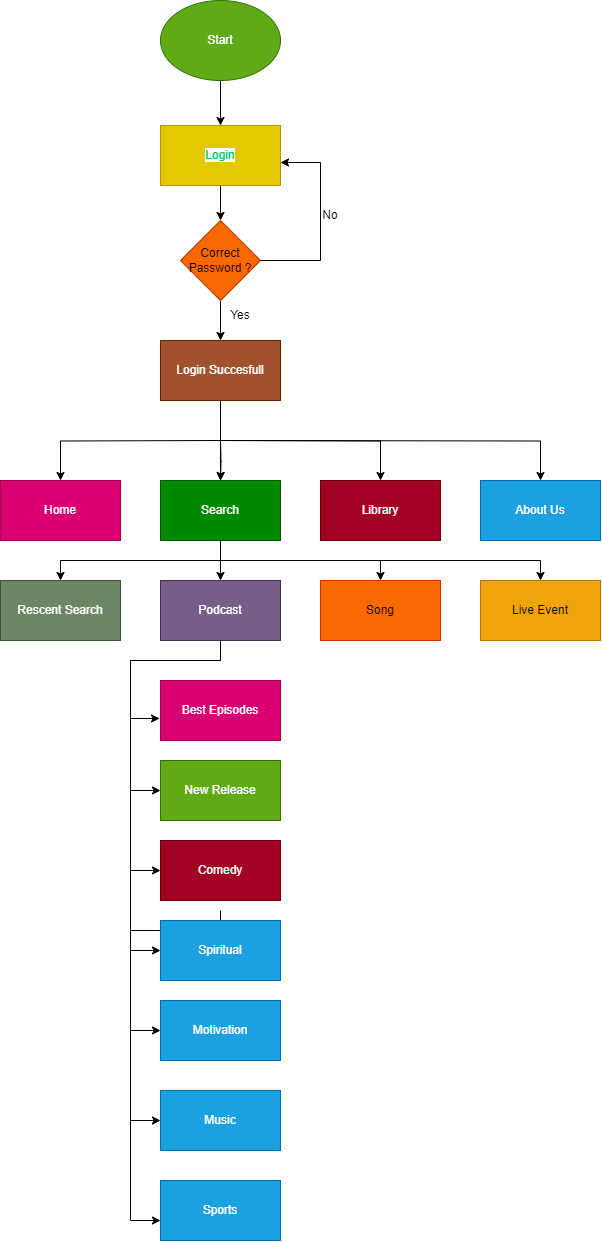 Start
Login
No
Correct
Password ?
Yes
Login Succesfull
Home
Search
Library
About Us
Rescent Search
Podcast
Song
Live Event
Best Episodes
New Release
Comedy
Spiritual
Motivation
Music
Sports